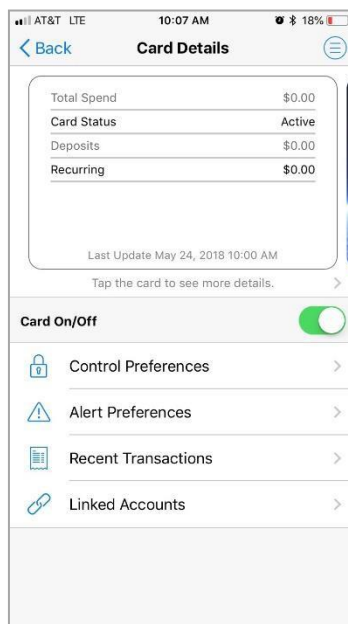 AT&T LTE 10:07 AM 18%
Back Card Details
Total Spend $0.00
Card Status Active
Deposits $0.00
Recurring $0.00
Last Update May 24, 2018 10:00 AM
Tap the card to see more details.
Card On/Off
Control Preferences
Alert Preferences
Recent Transactions
Linked Accounts